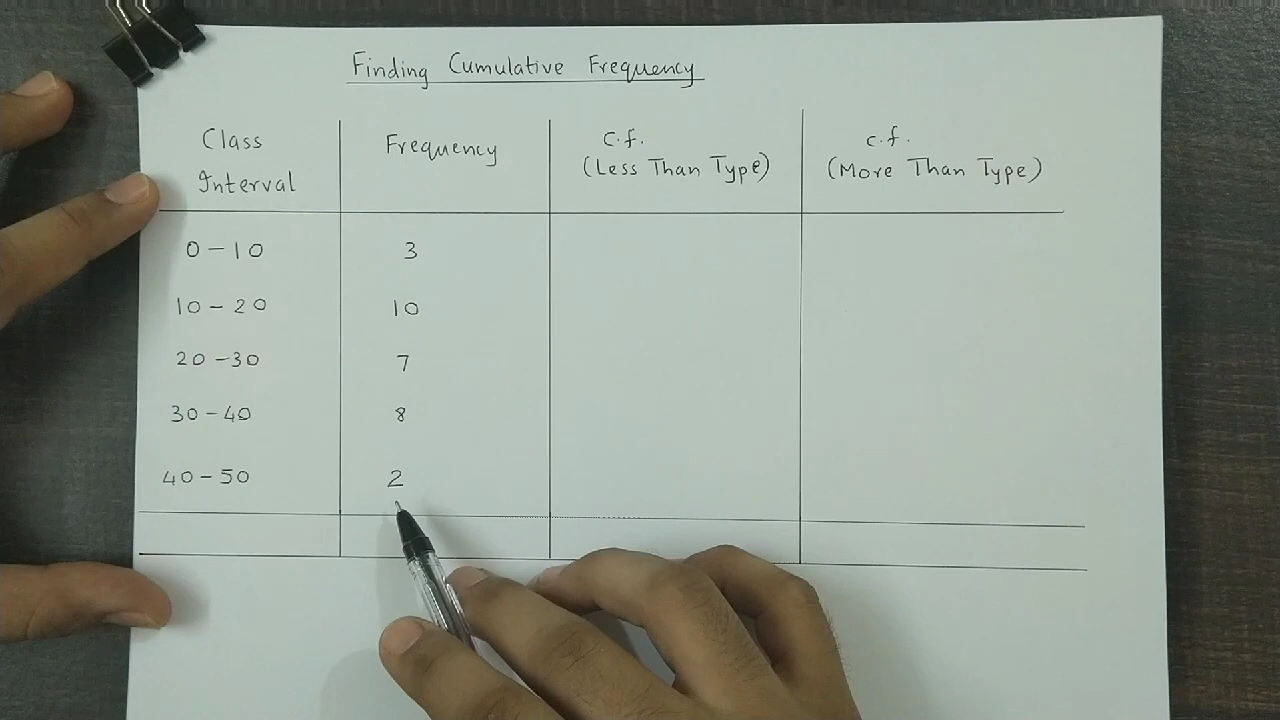 Finding Cumulative Frequency
Class Interval Frequency c.f. (Less Than Type) c.f. (More Than Type)
0 – 10 3
10 – 20 10
20 – 30 7
30 – 40 8
40 – 50 2